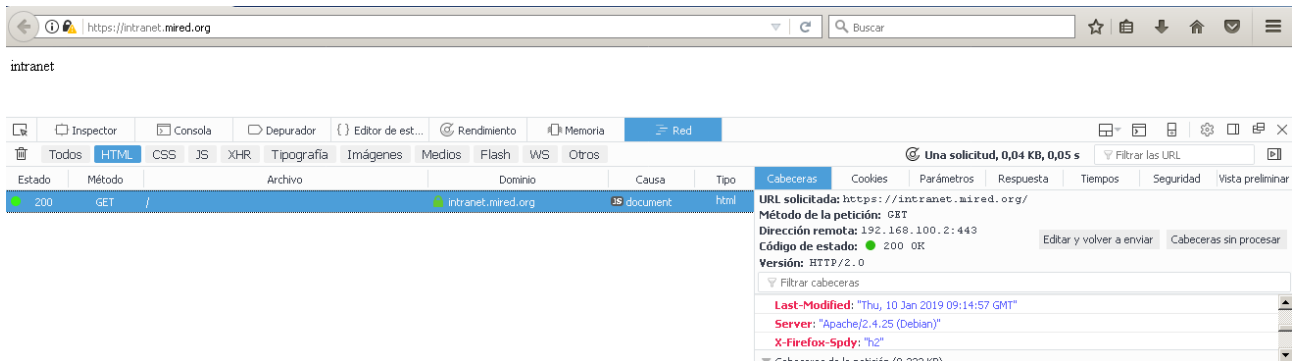 https://intranet.mired.org
Buscar
intranet
Inspector Consola Depurador { } Editor de est... Rendimiento Memoria Red
Todos HTML CSS JS XHR Tipografía Imágenes Medios Flash WS Otros Una solicitud, 0,04 KB, 0,05 s Filtrar las URL
Estado Método Archivo Dominio Causa Tipo Cabeceras Cookies Parámetros Respuesta Tiempos Seguridad Vista preliminar
200 GET / intranet.mired.org JS document html
URL solicitada: https://intranet.mired.org/
Método de la petición: GET
Dirección remota: 192.168.100.2:443
Código de estado: 200 OK
Editar y volver a enviar Cabeceras sin procesar
Versión: HTTP/2.0
Filtrar cabeceras
Last-Modified: "Thu, 10 Jan 2019 09:14:57 GMT"
Server: "Apache/2.4.25 (Debian)"
X-Firefox-Spdy: "h2"